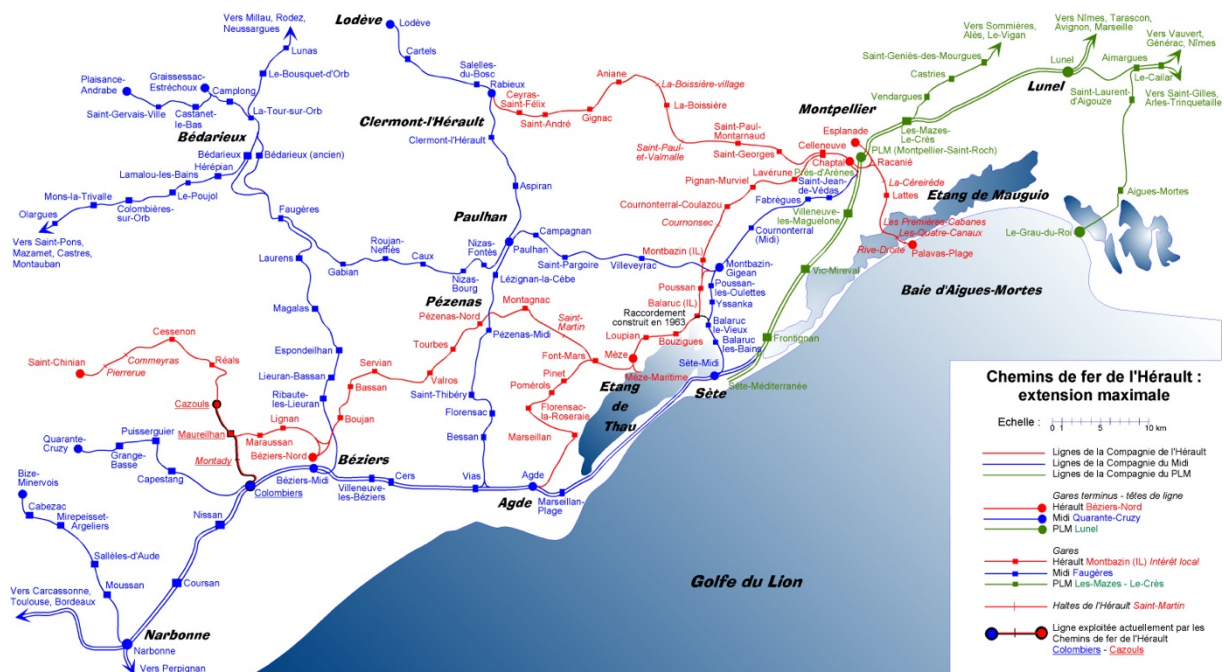 Vers Millau, Rodez,
Neussargues
Lunas
Le-Bousquet-d'Orb
Plaisance-
Andrabe
Graissessac-
Estréchoux
Camplong
Saint-Gervais-Ville
Castanet-
le-Bas
La-Tour-sur-Orb
Bédarieux
Bédarieux
Bédarieux (ancien)
Hérépian
Lamalou-les-Bains
Le-Poujol
Mons-la-Trivalle
Colombières-
sur-Orb
Olargues
Vers Saint-Pons,
Mazamet, Castres,
Montauban
Lodève
Lodève
Cartels
Salelles-
du-Bosc
Rabieux
Ceyras-
Saint-Félix
Saint-André
Gignac
Aniane
La-Boissière-village
La-Boissière
Saint-Paul-
et-Valmalle
Saint-Paul-
Montarnaud
Saint-Georges
Clermont-l'Hérault
Clermont-l'Hérault
Aspiran
Paulhan
Paulhan
Campagnan
Saint-Pargoire
Villeveyrac
Nizas-
Fontès
Lézignan-la-Cèbe
Nizas-
Bourg
Caux
Roujan-
Neffiès
Gabian
Faugères
Laurens
Magalas
Espondeilhan
Lieuran-Bassan
Ribaute-
les-Lieuran
Pézenas
Pézenas-Nord
Montagnac
Saint-
Martin
Pézenas-Midi
Tourbes
Valros
Servian
Bassan
Boujan
Saint-Thibéry
Florensac
Bessan
Vias
Font-Mars
Pinet
Pomérols
Florensac-
la-Roseraie
Marseillan
Agde
Agde
Marseillan-
Plage
Cers
Villeneuve-
les-Béziers
Béziers
Béziers-Midi
Béziers-Nord
Lignan
Maraussan
Maureilhan
Montady
Colombiers
Cazouls
Réals
Cessenon
Commeyras
Pierrerue
Saint-Chinian
Quarante-
Cruzy
Puisserguier
Grange-
Basse
Capestang
Bize-
Minervois
Cabezac
Mirepeisset-
Argeliers
Sallèles-d'Aude
Moussan
Nissan
Coursan
Vers Carcassonne,
Toulouse, Bordeaux
Narbonne
Narbonne
Vers Perpignan
Montpellier
Esplanade
Celleneuve
Chaptal
PLM (Montpellier-Saint-Roch)
Racanié
Prés-d'Arènes
Lavérune
Pignan-Murviel
Saint-Jean-
de-Védas
Fabrègues
Cournonterral-Coulazou
Cournonsec
Cournonterral
(Midi)
Montbazin (IL)
Montbazin-
Gigean
Poussan
Poussan-
les-Oulettes
Yssanka
Balaruc (IL)
Raccordement
construit en 1963
Balaruc
le-Vieux
Balaruc
les-Bains
Loupian
Bouzigues
Mèze
Mèze-Maritime
Etang
de
Thau
Sète-Midi
Sète
Sète-Méditerranée
Frontignan
Vic-Mireval
Villeneuve-
les-Maguelone
La-Céreirède
Lattes
Les Premières-Cabanes
Les-Quatre-Canaux
Rive-Droite
Palavas-Plage
Etang de Mauguio
Baie d'Aigues-Mortes
Golfe du Lion
Vers Sommières,
Alès, Le-Vigan
Saint-Geniès-des-Mourgues
Castries
Vendargues
Les-Mazes-
Le-Crès
Vers Nîmes, Tarascon,
Avignon, Marseille
Lunel
Lunel
Vers Vauvert,
Générac, Nîmes
Aimargues
Le-Cailar
Vers Saint-Gilles,
Arles-Trinquetaille
Saint-Laurent-
d'Aigouze
Aigues-Mortes
Le-Grau-du-Roi
Chemins de fer de l'Hérault :
extension maximale
Echelle :
0 5 10 km
Lignes de la Compagnie de l'Hérault
Lignes de la Compagnie du Midi
Lignes de la Compagnie du PLM
Gares terminus - têtes de ligne
Hérault Béziers-Nord
Midi Quarante-Cruzy
PLM Lunel
Gares
Hérault Montbazin (IL) Intérêt local
Midi Faugères
PLM Les-Mazes - Le-Crès
Haltes de l'Hérault Saint-Martin
Ligne exploitée actuellement par les
Chemins de fer de l'Hérault
Colombiers - Cazouls